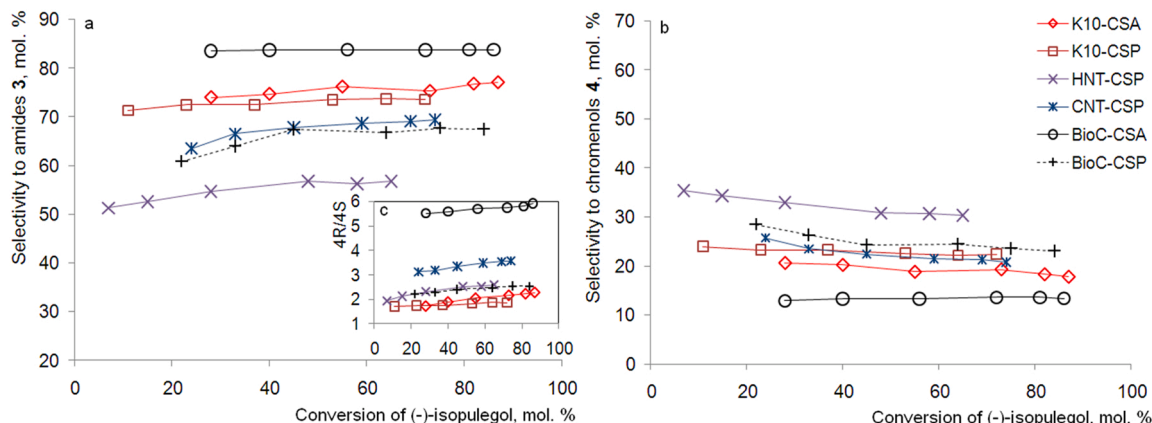 a
Selectivity to amides 3, mol. %
90
80
70
60
50
40
30
20
0
20
40
60
80
100
Conversion of (-)-isopulegol, mol. %
c
4R/4S
6
5
4
3
2
1
0
20
40
60
80
100
b
Selectivity to chromenols 4, mol. %
70
60
50
40
30
20
10
0
0
20
40
60
80
100
Conversion of (-)-isopulegol, mol. %
K10-CSA
K10-CSP
HNT-CSP
CNT-CSP
BioC-CSA
BioC-CSP